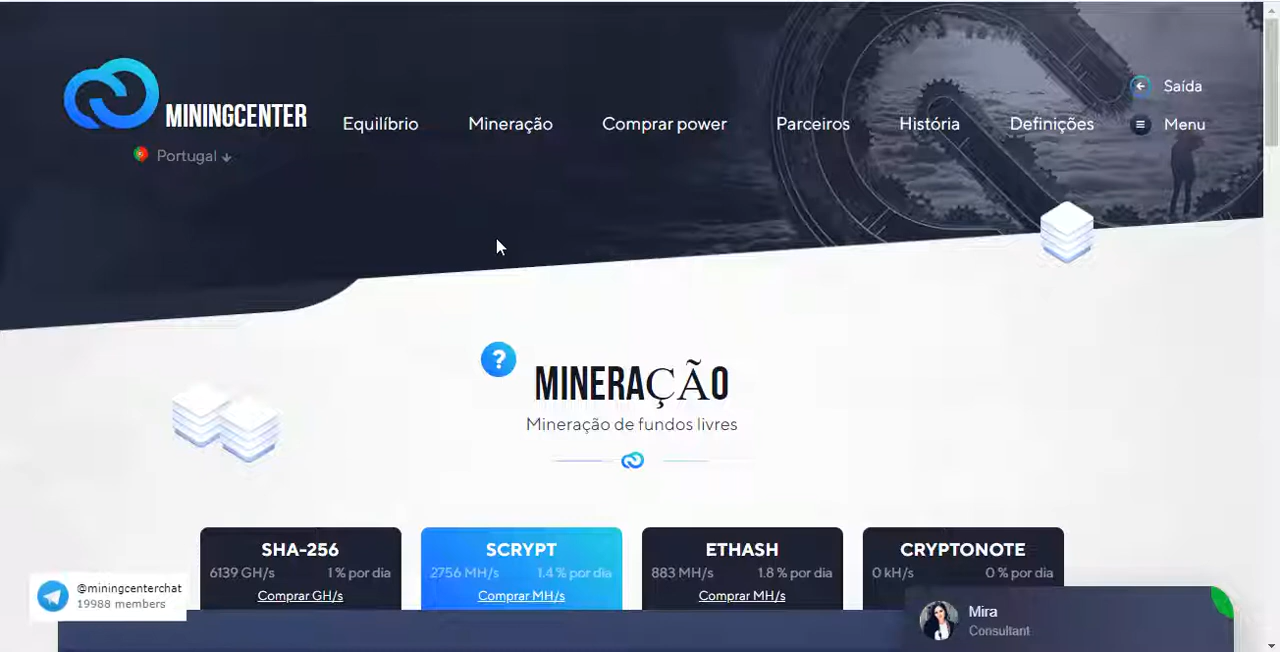 Saída
MININGCENTER
Equilíbrio Mineração Comprar power Parceiros História Definições Menu
Portugal ↓
?
MINERAÇÃO
Mineração de fundos livres
SHA-256 SCRYPT ETHASH CRYPTONOTE
6139 GH/s 1 % por dia 2756 MH/s 1.4 % por dia 883 MH/s 1.8 % por dia 0 kH/s 0 % por dia
Comprar GH/s Comprar MH/s Comprar MH/s
@miningcenterchat
19988 members
Mira
Consultant